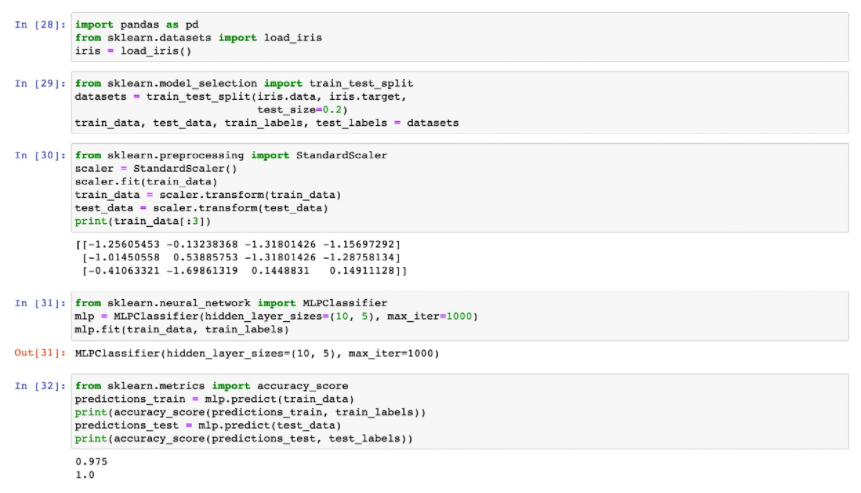 In [28]: import pandas as pd
from sklearn.datasets import load_iris
iris = load_iris()
In [29]: from sklearn.model_selection import train_test_split
datasets = train_test_split(iris.data, iris.target,
                            test_size=0.2)
train_data, test_data, train_labels, test_labels = datasets
In [30]: from sklearn.preprocessing import StandardScaler
scaler = StandardScaler()
scaler.fit(train_data)
train_data = scaler.transform(train_data)
test_data = scaler.transform(test_data)
print(train_data[:3])
[[-1.25605453 -0.13238368 -1.31801426 -1.15697292]
 [-1.01450558  0.53885753 -1.31801426 -1.28758134]
 [-0.41063321 -1.69861319  0.1448831   0.14911128]]
In [31]: from sklearn.neural_network import MLPClassifier
mlp = MLPClassifier(hidden_layer_sizes=(10, 5), max_iter=1000)
mlp.fit(train_data, train_labels)
Out[31]: MLPClassifier(hidden_layer_sizes=(10, 5), max_iter=1000)
In [32]: from sklearn.metrics import accuracy_score
predictions_train = mlp.predict(train_data)
print(accuracy_score(predictions_train, train_labels))
predictions_test = mlp.predict(test_data)
print(accuracy_score(predictions_test, test_labels))
0.975
1.0